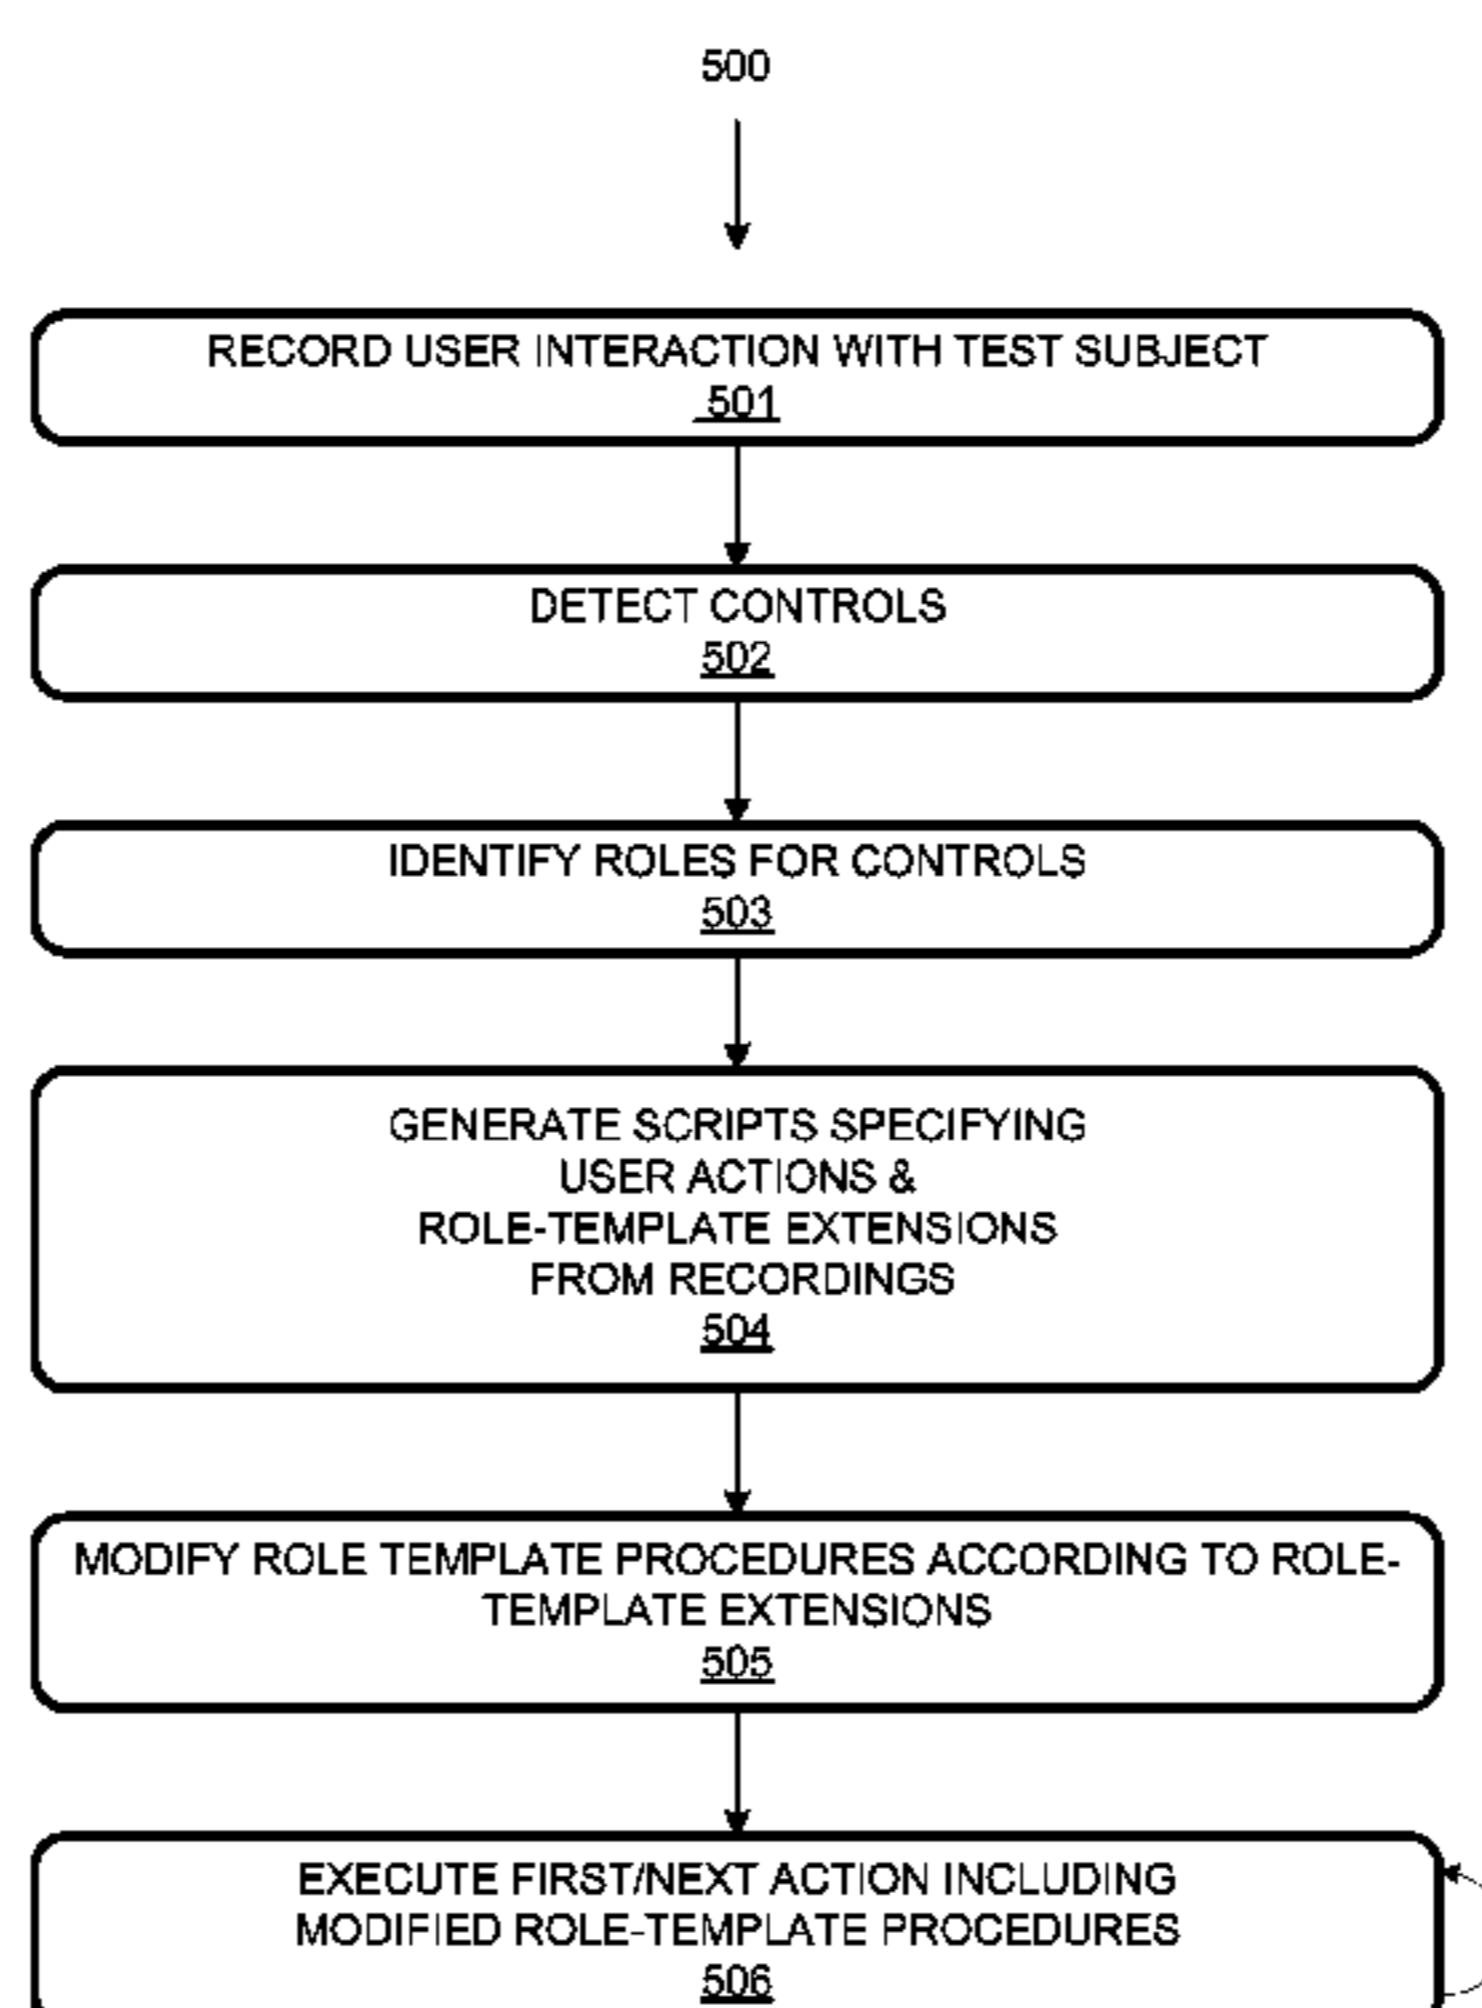 500
RECORD USER INTERACTION WITH TEST SUBJECT
501
DETECT CONTROLS
502
IDENTIFY ROLES FOR CONTROLS
503
GENERATE SCRIPTS SPECIFYING
USER ACTIONS &
ROLE-TEMPLATE EXTENSIONS
FROM RECORDINGS
504
MODIFY ROLE TEMPLATE PROCEDURES ACCORDING TO ROLE-
TEMPLATE EXTENSIONS
505
EXECUTE FIRST/NEXT ACTION INCLUDING
MODIFIED ROLE-TEMPLATE PROCEDURES
506